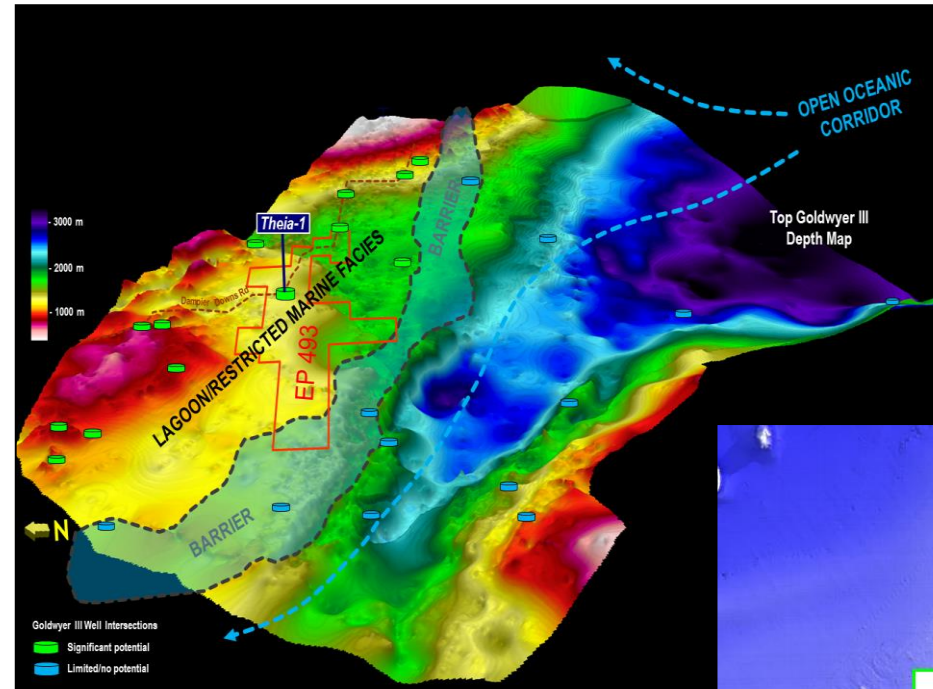 OPEN OCEANIC
CORRIDOR
BARRIER
Theia-1
Top Goldwyer III
Depth Map
- 3000 m
- 2000 m
- 1000 m
Dampier Downs Rd
LAGOON/RESTRICTED MARINE FACIES
EP 493
BARRIER
N
Goldwyer III Well Intersections
Significant potential
Limited/no potential